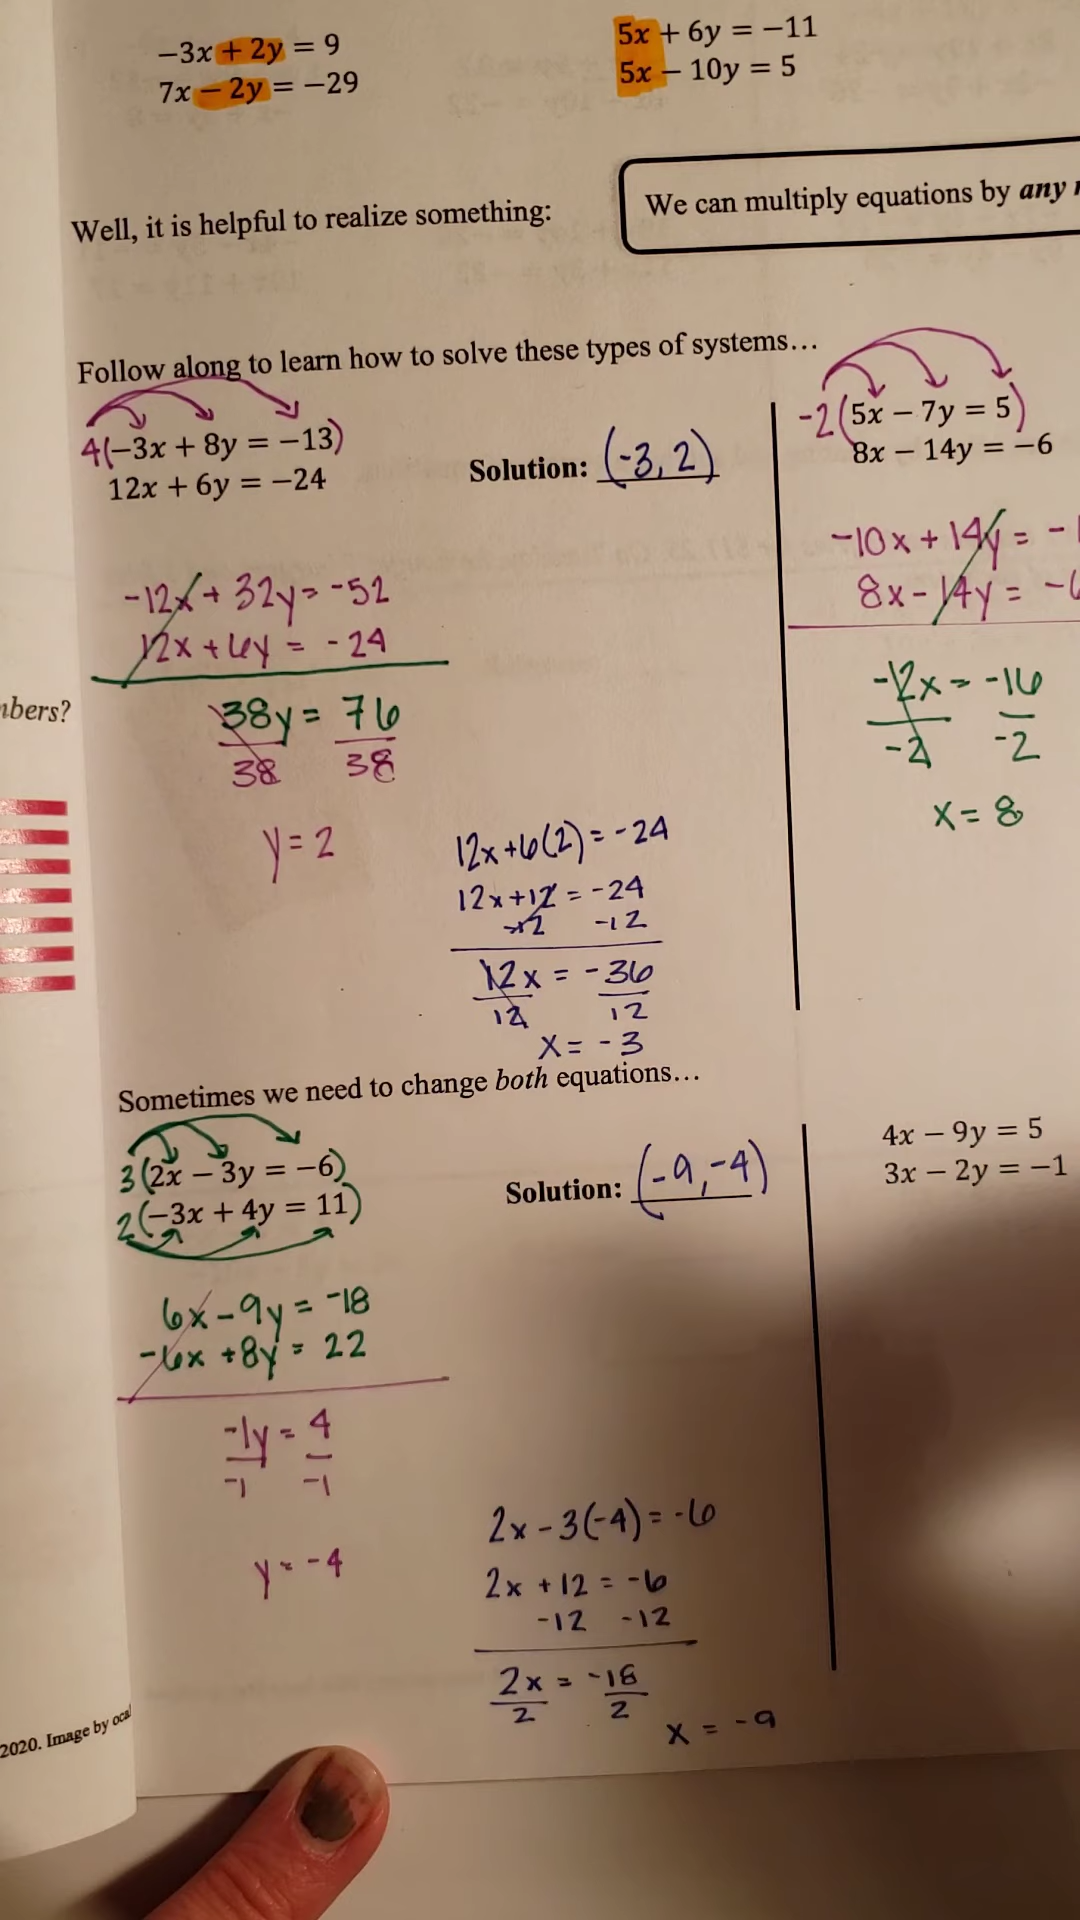 −3x + 2y = 9
7x − 2y = −29
5x + 6y = −11
5x − 10y = 5
Well, it is helpful to realize something:
We can multiply equations by any
Follow along to learn how to solve these types of systems…
4(−3x + 8y = −13)
12x + 6y = −24
Solution: (-3, 2)
-12x + 32y = -52
12x + 6y = -24
38y = 76
38 38
y = 2
12x + 6(2) = -24
12x + 12 = -24
-12 -12
12x = -36
12 12
x = -3
-2(5x − 7y = 5)
8x − 14y = −6
-10x + 14y = -1
8x - 14y = -6
-2x = -16
-2 -2
x = 8
mbers?
Sometimes we need to change both equations…
3(2x − 3y = −6)
2(−3x + 4y = 11)
Solution: (-9, -4)
6x - 9y = -18
-6x + 8y = 22
-1y = 4
-1 -1
y = -4
2x - 3(-4) = -6
2x + 12 = -6
-12 -12
2x = -18
2 2
x = -9
4x − 9y = 5
3x − 2y = −1
2020. Image by ocal